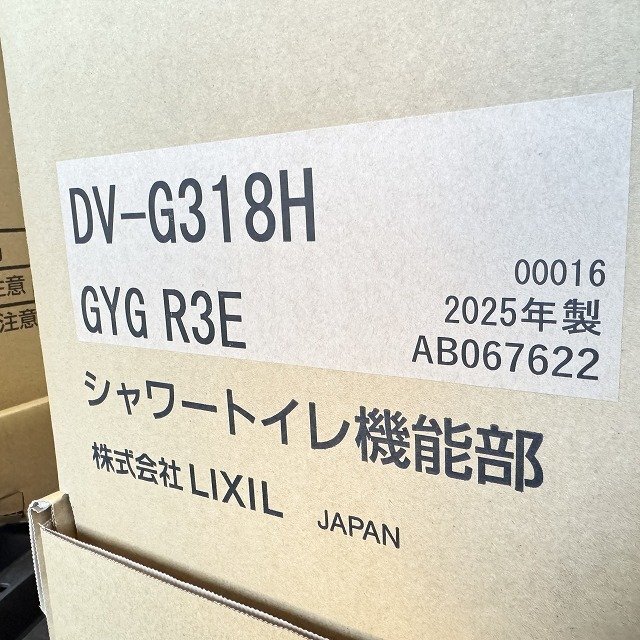 DV-G318H
GYG R3E
00016
2025年製
AB067622
シャワートイレ機能部
株式会社 LIXIL JAPAN
注意
注意